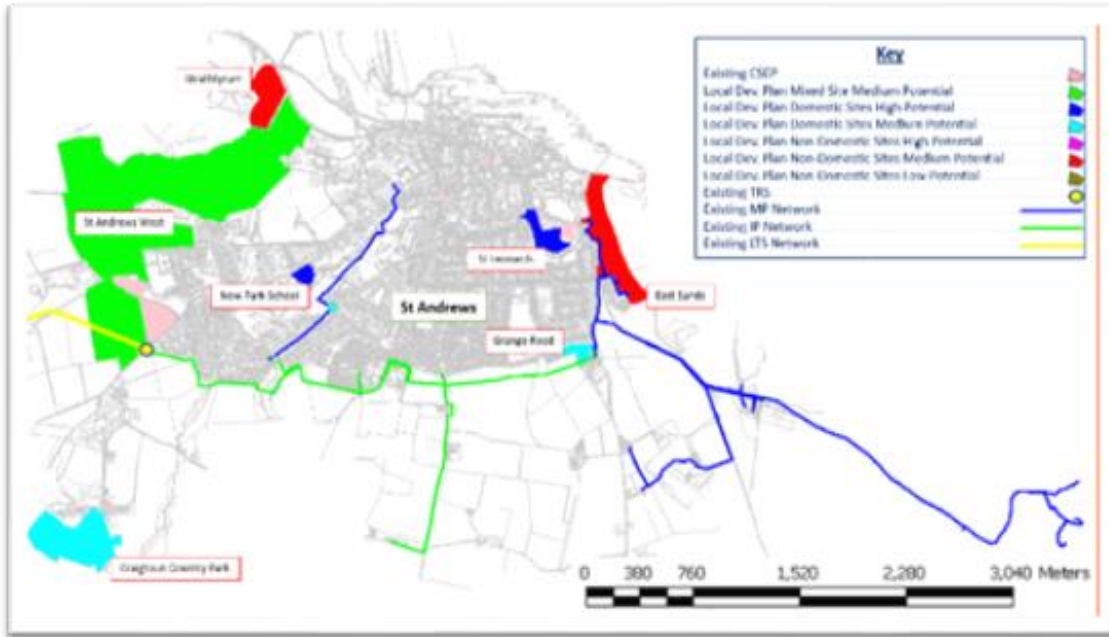 Key
Existing CSEP
Local Dev. Plan Mixed Site Medium Potential
Local Dev. Plan Domestic Sites High Potential
Local Dev. Plan Domestic Sites Medium Potential
Local Dev. Plan Non-Domestic Sites High Potential
Local Dev. Plan Non-Domestic Sites Medium Potential
Local Dev. Plan Non-Domestic Sites Low Potential
Existing TRS
Existing MP Network
Existing IP Network
Existing LTS Network
Strathtyrum
St Andrews West
New Park School
St Leonards
St Andrews
East Sands
Grange Road
Craigtoun Country Park
0 380 760 1,520 2,280 3,040 Meters